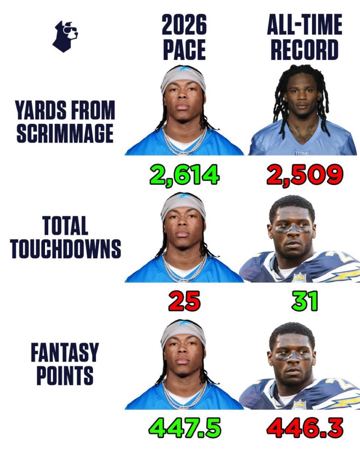 2026 PACE
ALL-TIME RECORD
YARDS FROM SCRIMMAGE
2,614
2,509
TOTAL TOUCHDOWNS
25
31
FANTASY POINTS
447.5
446.3